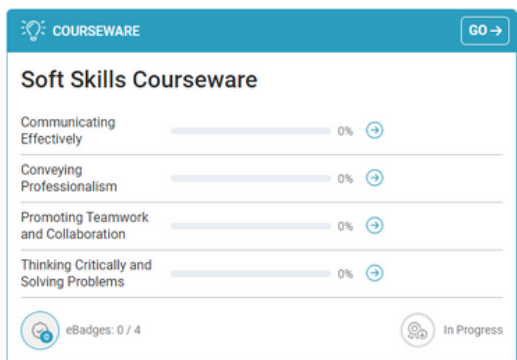 COURSEWARE
GO →
Soft Skills Courseware
Communicating
Effectively
0%
Conveying
Professionalism
0%
Promoting Teamwork
and Collaboration
0%
Thinking Critically and
Solving Problems
0%
0
eBadges: 0 / 4
In Progress